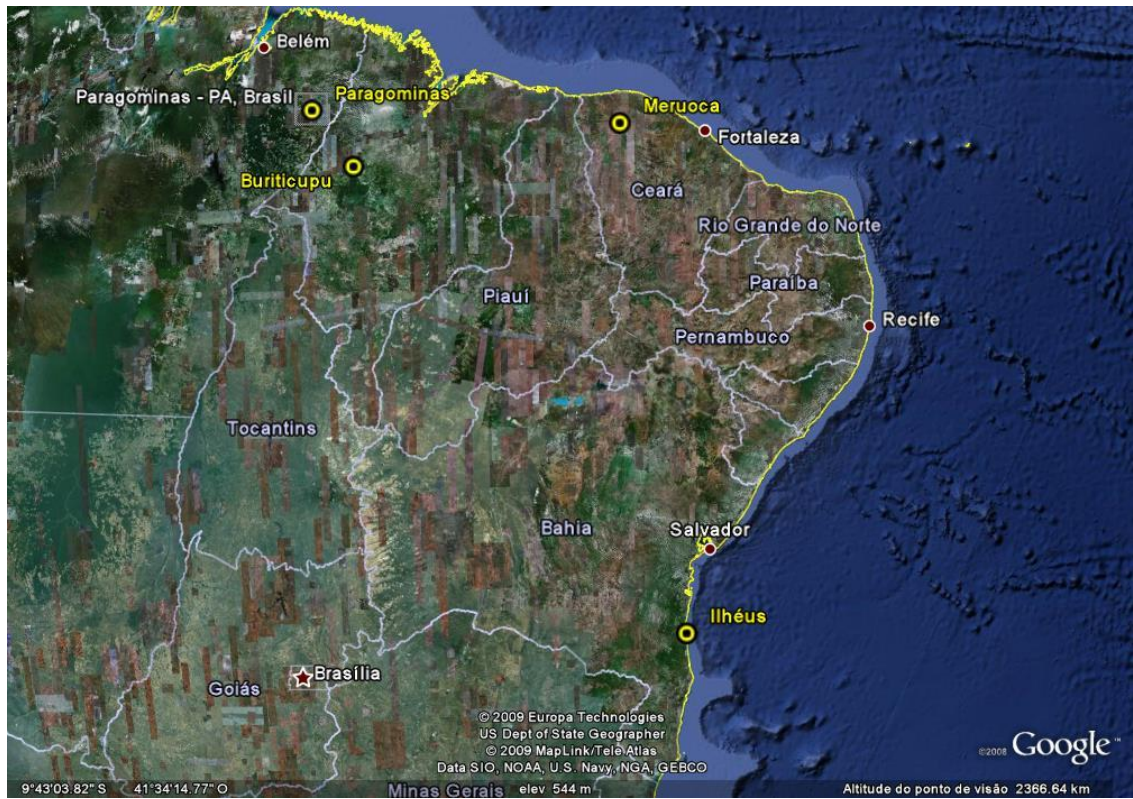 Belém
Paragominas - PA, Brasil
Paragominas
Meruoca
Fortaleza
Buriticupu
Ceará
Rio Grande do Norte
Paraíba
Piauí
Recife
Pernambuco
Tocantins
Bahia
Salvador
Ilhéus
Brasília
Goiás
© 2009 Europa Technologies
US Dept of State Geographer
© 2009 MapLink/Tele Atlas
Data SIO, NOAA, U.S. Navy, NGA, GEBCO
©2008 Google™
Minas Gerais
9°43'03.82" S 41°34'14.77" O elev 544 m Altitude do ponto de visão 2366.64 km